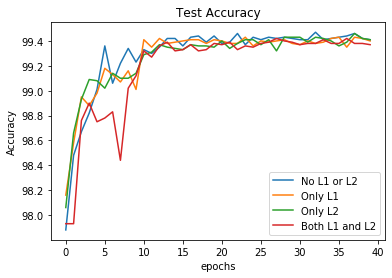 Test Accuracy
99.4
99.2
99.0
98.8
98.6
98.4
98.2
98.0
Accuracy
0 5 10 15 20 25 30 35 40
epochs
No L1 or L2
Only L1
Only L2
Both L1 and L2